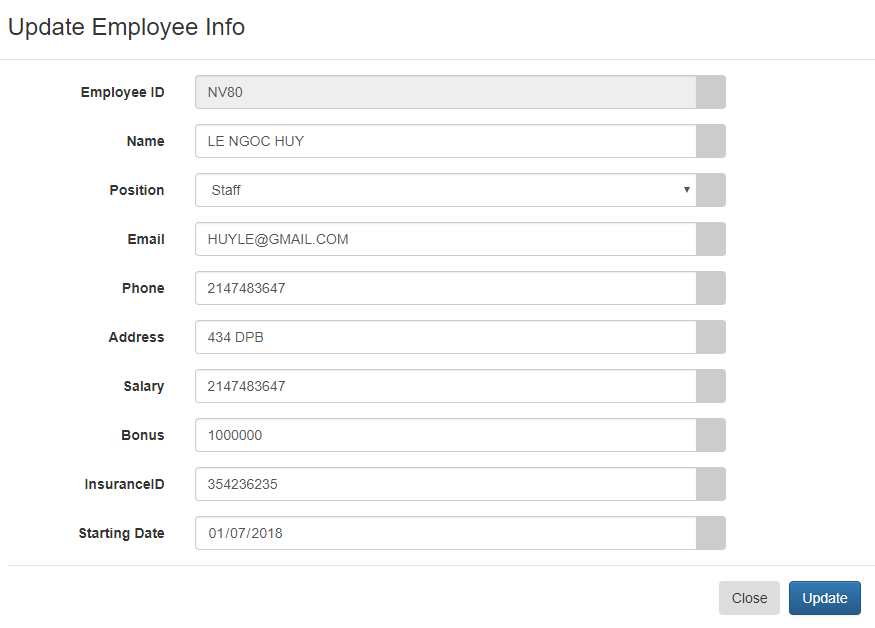 Update Employee Info
Employee ID NV80
Name LE NGOC HUY
Position Staff
Email HUYLE@GMAIL.COM
Phone 2147483647
Address 434 DPB
Salary 2147483647
Bonus 1000000
InsuranceID 354236235
Starting Date 01/07/2018
Close Update